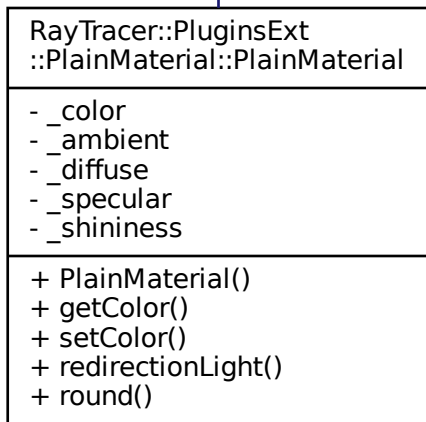 RayTracer::PluginsExt
::PlainMaterial::PlainMaterial
- _color
- _ambient
- _diffuse
- _specular
- _shininess
+ PlainMaterial()
+ getColor()
+ setColor()
+ redirectionLight()
+ round()